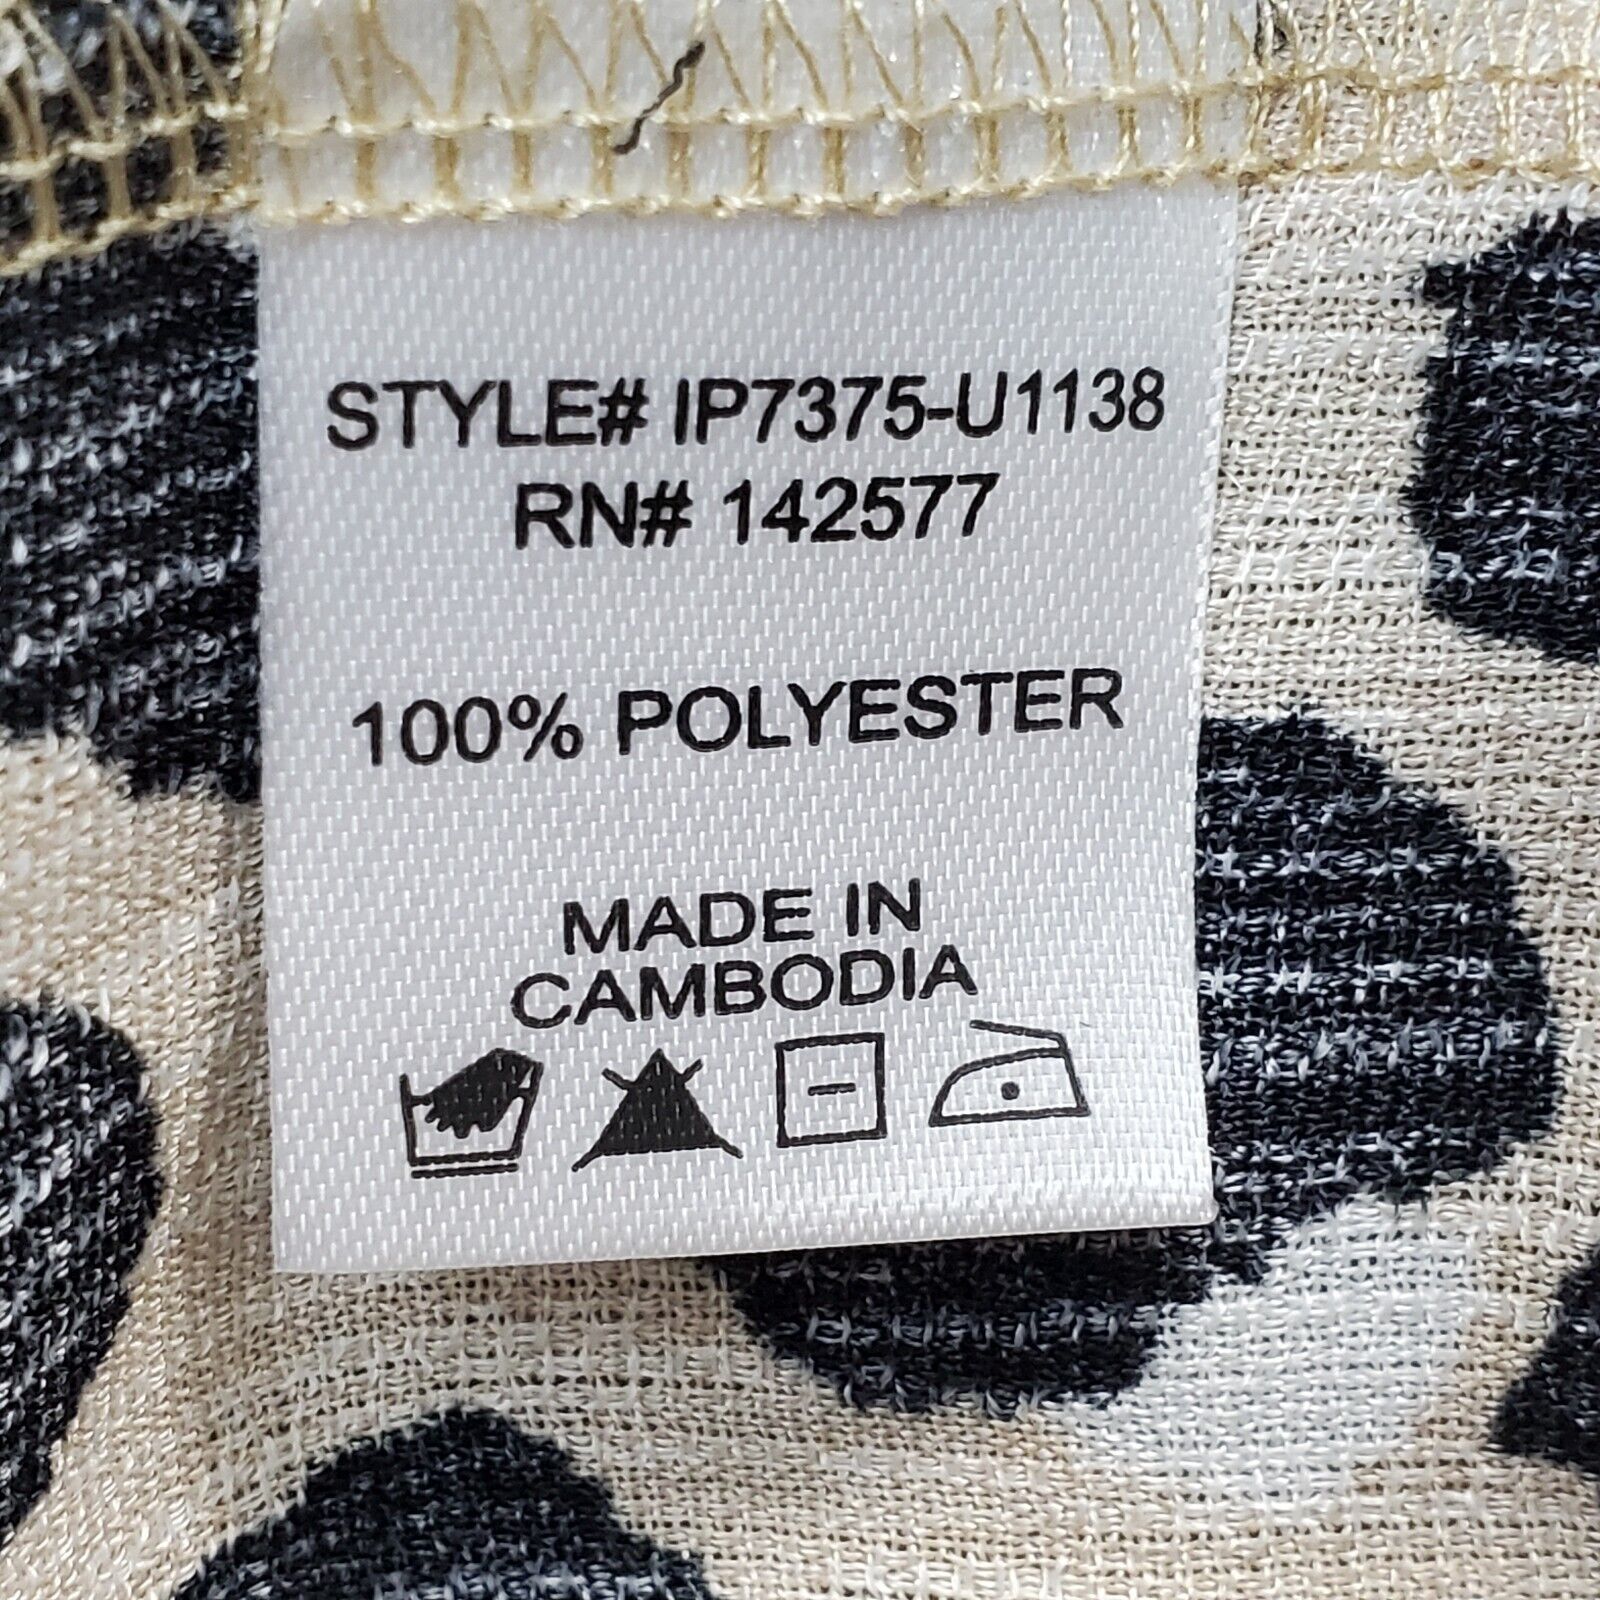 STYLE# IP7375-U1138
RN# 142577
100% POLYESTER
MADE IN
CAMBODIA